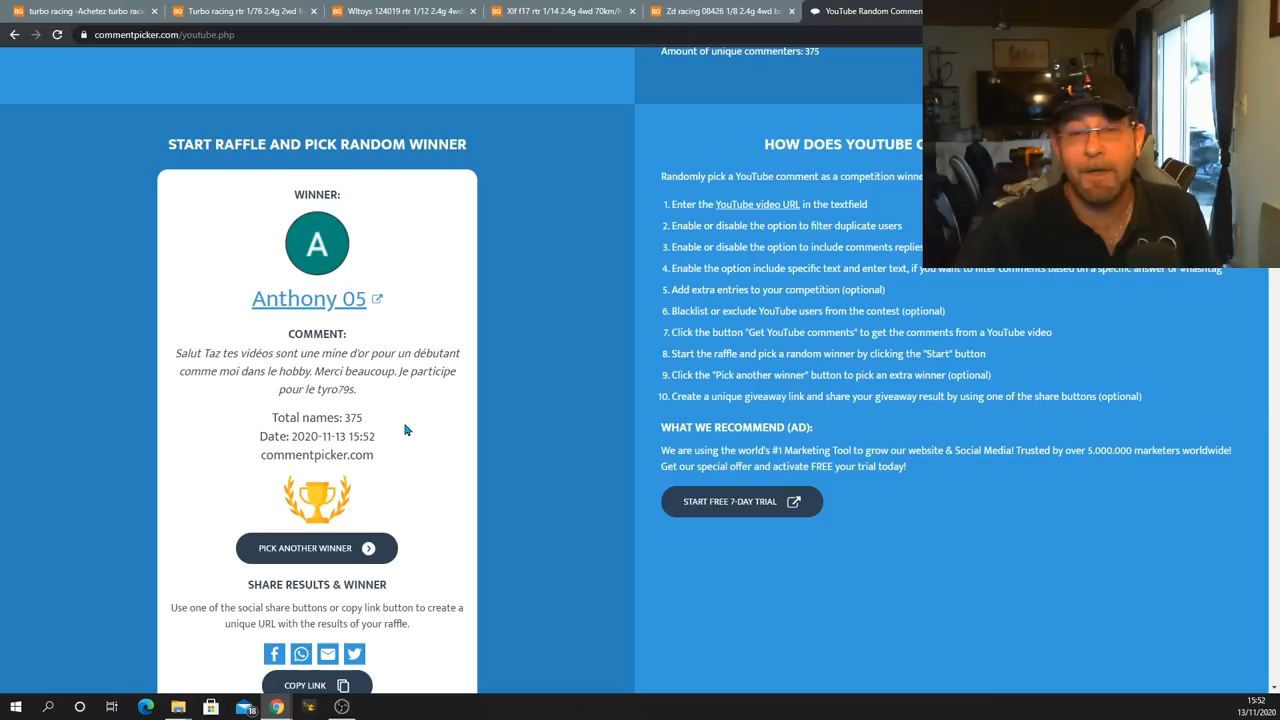 turbo racing -Achetez turbo raci
Turbo racing rtr 1/76 2.4g 2wd fu
Wltoys 124019 rtr 1/12 2.4g 4wd
Xlf f17 rtr 1/14 2.4g 4wd 70km/h
Zd racing 08426 1/8 2.4g 4wd br
YouTube Random Commen
commentpicker.com/youtube.php
Amount of unique commenters: 375
START RAFFLE AND PICK RANDOM WINNER
WINNER:
A
Anthony 05
COMMENT:
Salut Taz tes vidéos sont une mine d'or pour un débutant
comme moi dans le hobby. Merci beaucoup. Je participe
pour le tyro79s.
Total names: 375
Date: 2020-11-13 15:52
commentpicker.com
PICK ANOTHER WINNER
SHARE RESULTS & WINNER
Use one of the social share buttons or copy link button to create a
unique URL with the results of your raffle.
COPY LINK
HOW DOES YOUTUBE C
Randomly pick a YouTube comment as a competition winne
1. Enter the YouTube video URL in the textfield
2. Enable or disable the option to filter duplicate users
3. Enable or disable the option to include comments replies
4. Enable the option include specific text and enter text, if you want to filter comments based on a specific answer or #hashtag"
5. Add extra entries to your competition (optional)
6. Blacklist or exclude YouTube users from the contest (optional)
7. Click the button "Get YouTube comments" to get the comments from a YouTube video
8. Start the raffle and pick a random winner by clicking the "Start" button
9. Click the "Pick another winner" button to pick an extra winner (optional)
10. Create a unique giveaway link and share your giveaway result by using one of the share buttons (optional)
WHAT WE RECOMMEND (AD):
We are using the world's #1 Marketing Tool to grow our website & Social Media! Trusted by over 5.000.000 marketers worldwide!
Get our special offer and activate FREE your trial today!
START FREE 7-DAY TRIAL
18
15:52
13/11/2020